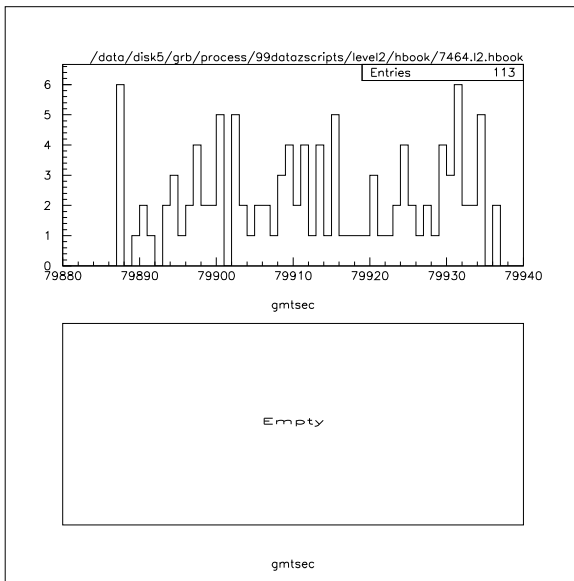 /data/disk5/grb/process/99datazscripts/level2/hbook/7464.l2.hbook
Entries 113
6
5
4
3
2
1
0
79880 79890 79900 79910 79920 79930 79940
gmtsec
Empty
gmtsec